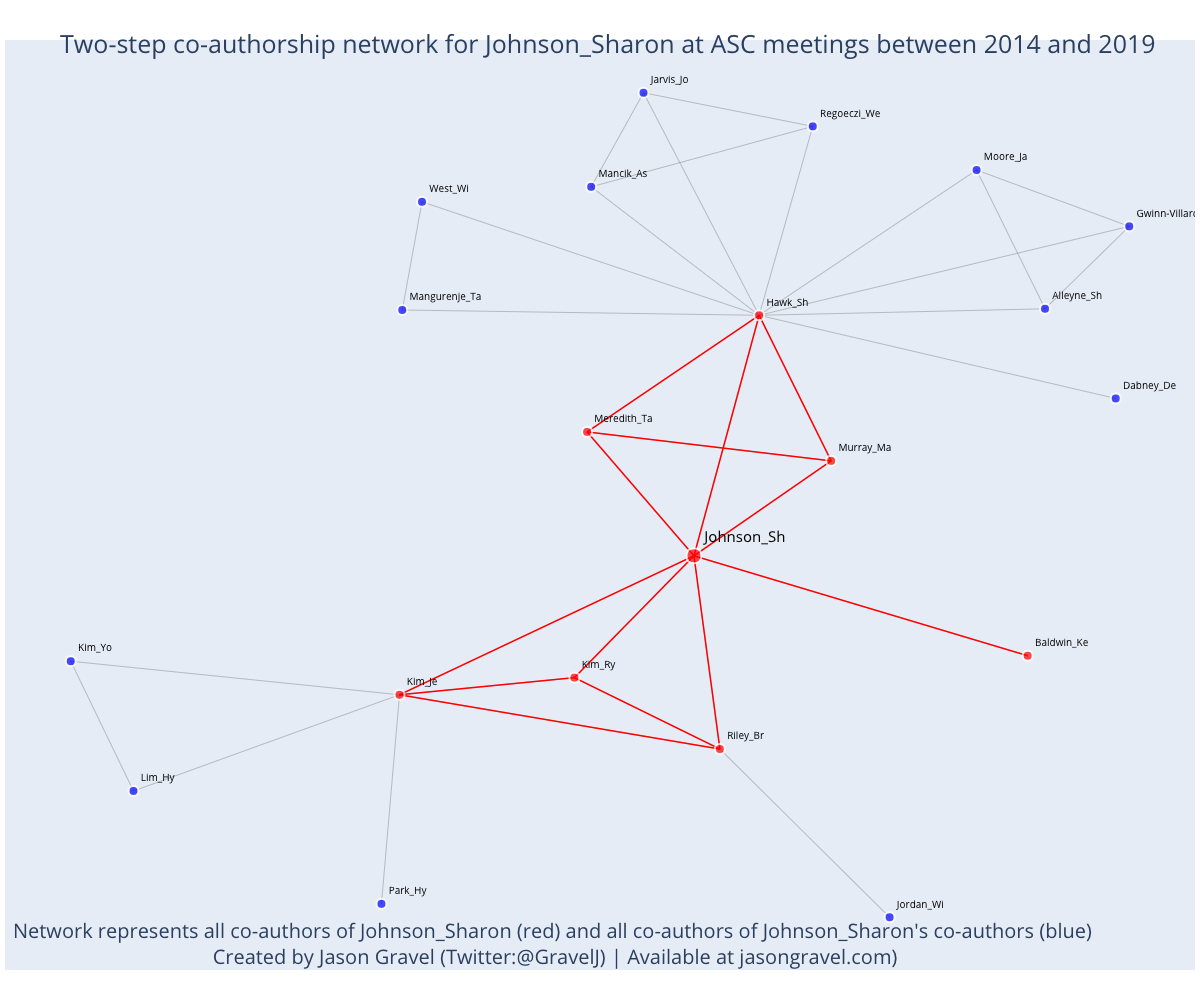 Two-step co-authorship network for Johnson_Sharon at ASC meetings between 2014 and 2019
Jarvis_Jo
Regoeczi_We
Moore_Ja
Mancik_As
West_Wi
Gwinn-Villaro
Mangurenje_Ta
Alleyne_Sh
Hawk_Sh
Dabney_De
Meredith_Ta
Murray_Ma
Johnson_Sh
Baldwin_Ke
Kim_Yo
Kim_Ry
Kim_Je
Riley_Br
Lim_Hy
Park_Hy
Jordan_Wi
Network represents all co-authors of Johnson_Sharon (red) and all co-authors of Johnson_Sharon's co-authors (blue)
Created by Jason Gravel (Twitter:@GravelJ) | Available at jasongravel.com)